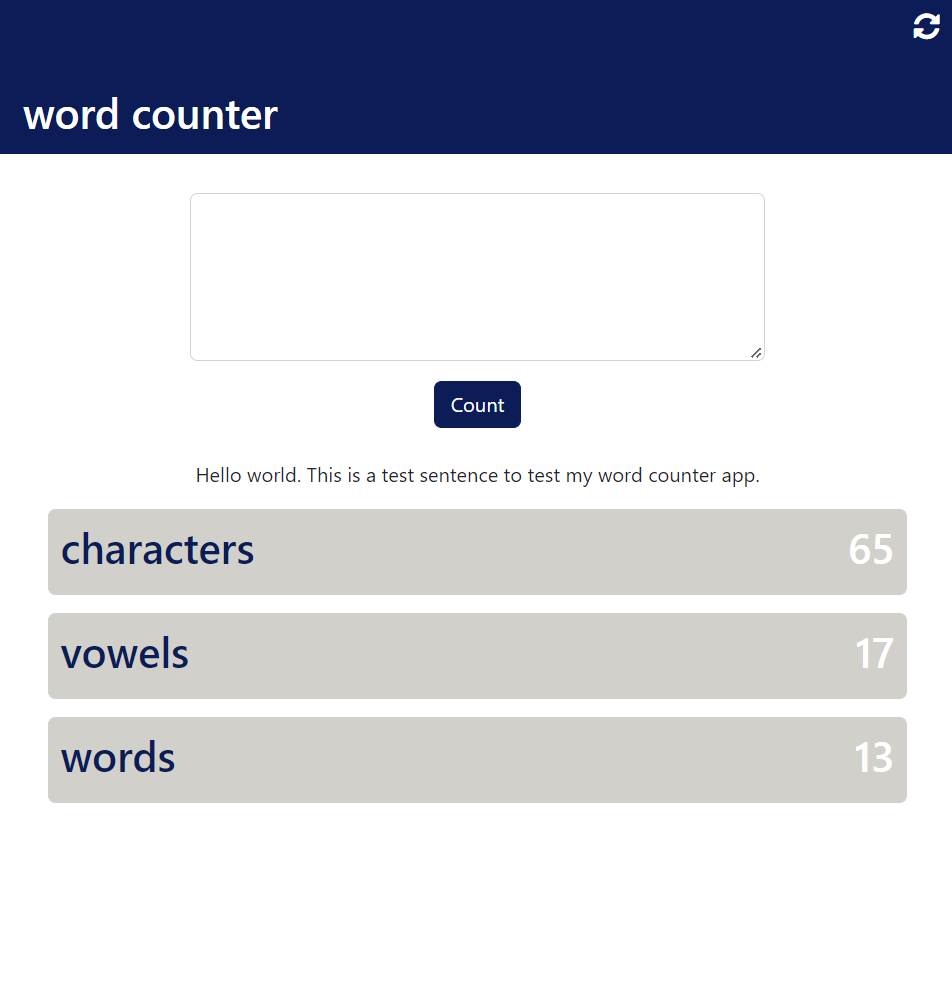 word counter
Count
Hello world. This is a test sentence to test my word counter app.
characters 65
vowels 17
words 13